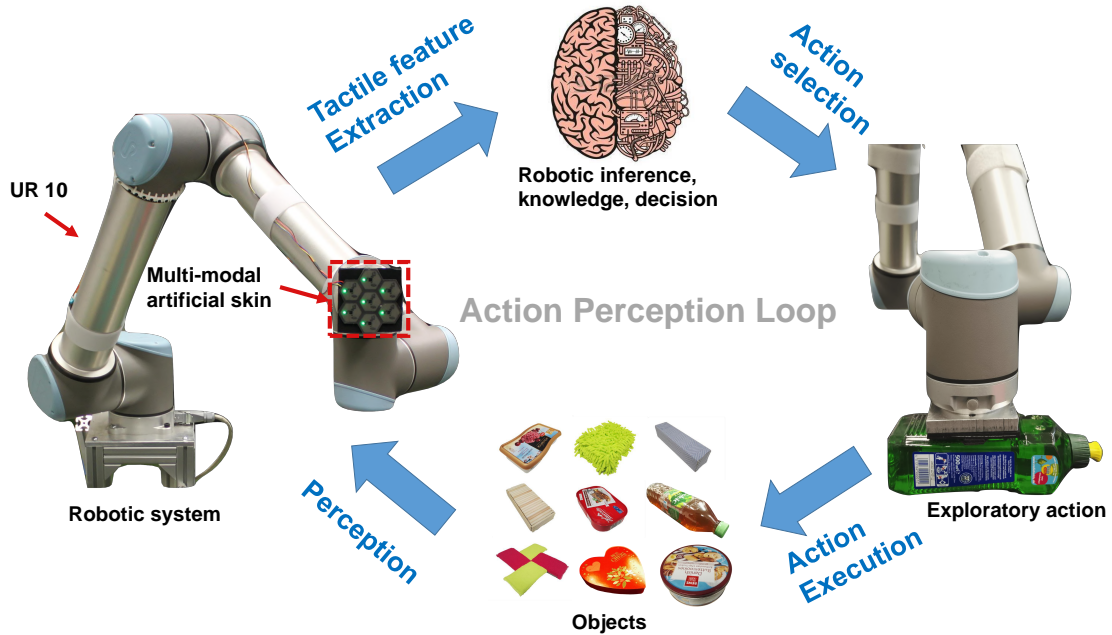 Tactile feature
Extraction
Action
selection
Robotic inference,
knowledge, decision
UR 10
Multi-modal
artificial skin
Action Perception Loop
Robotic system
Perception
Objects
Action
Execution
Exploratory action